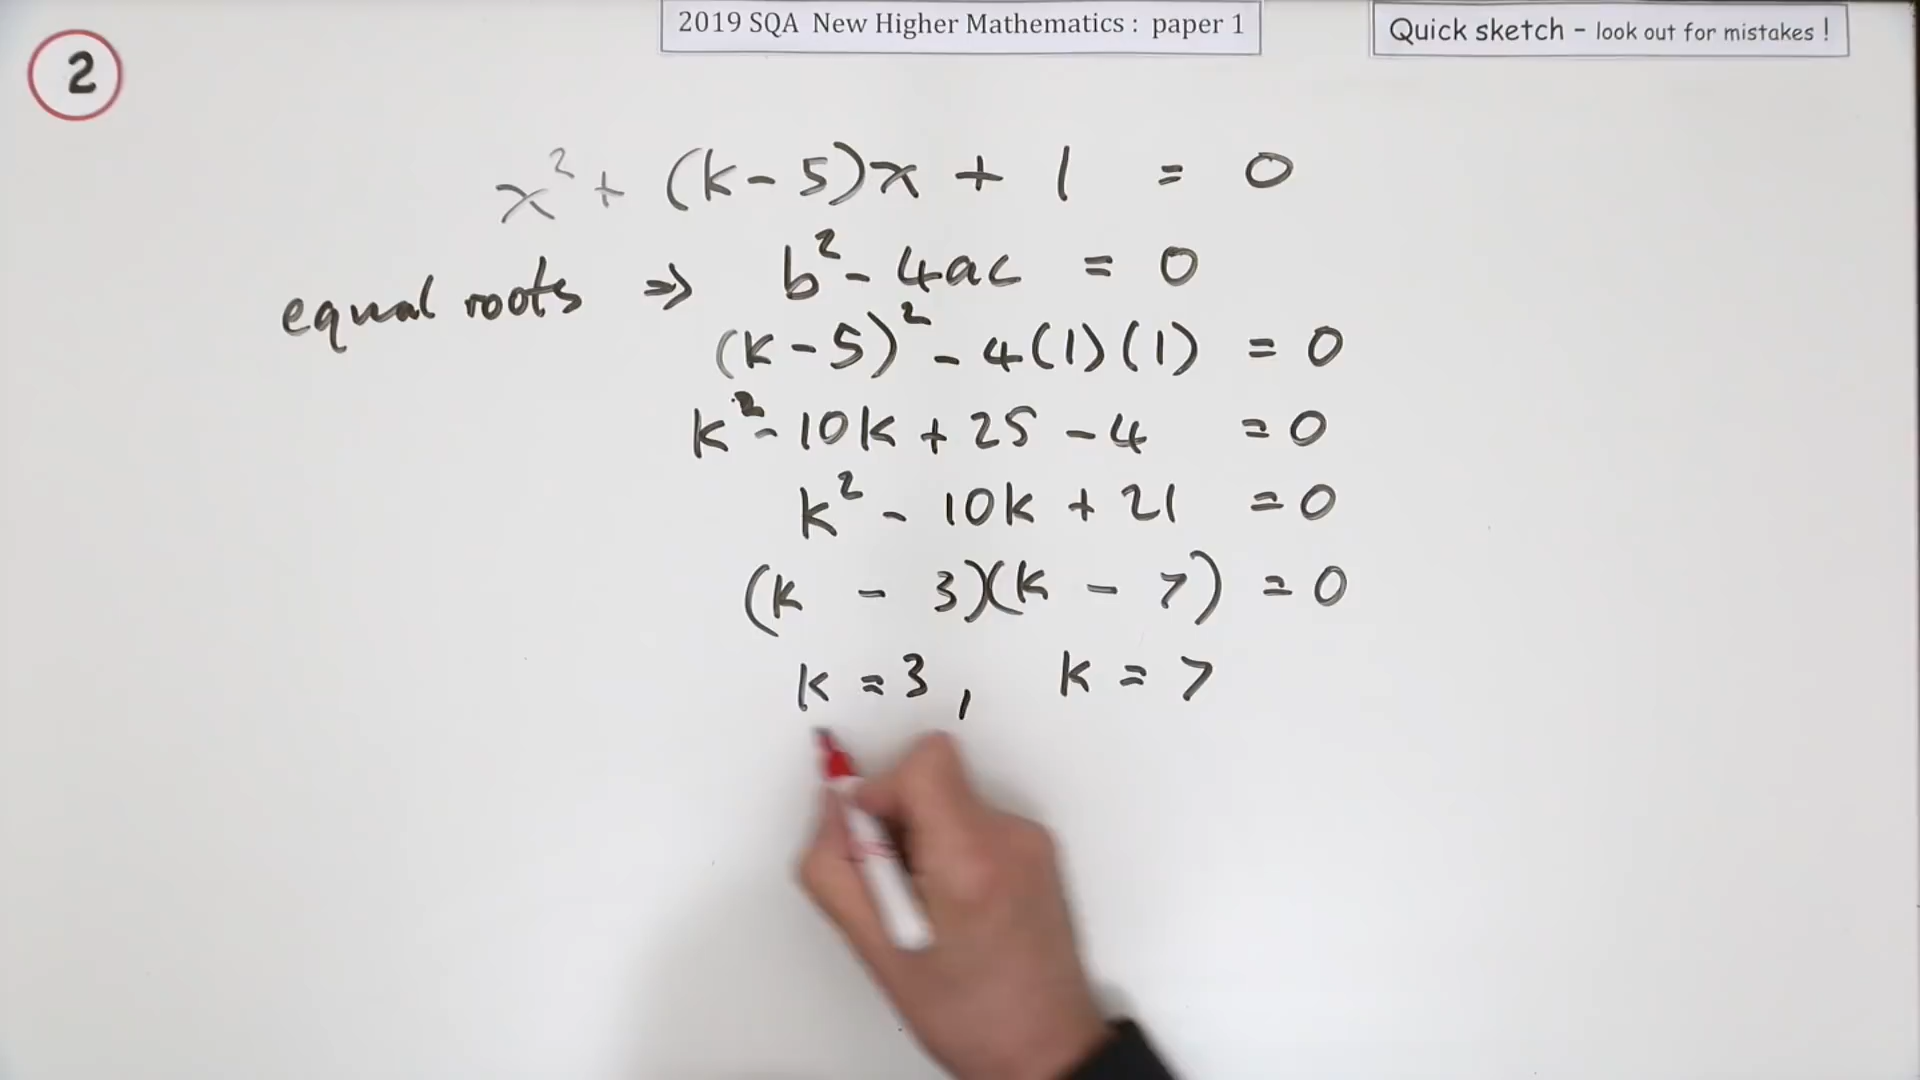 2019 SQA New Higher Mathematics : paper 1
Quick sketch - look out for mistakes !
2
x² + (k - 5)x + 1 = 0
equal roots ⇒ b² - 4ac = 0
(k - 5)² - 4(1)(1) = 0
k² - 10k + 25 - 4 = 0
k² - 10k + 21 = 0
(k - 3)(k - 7) = 0
k = 3, k = 7